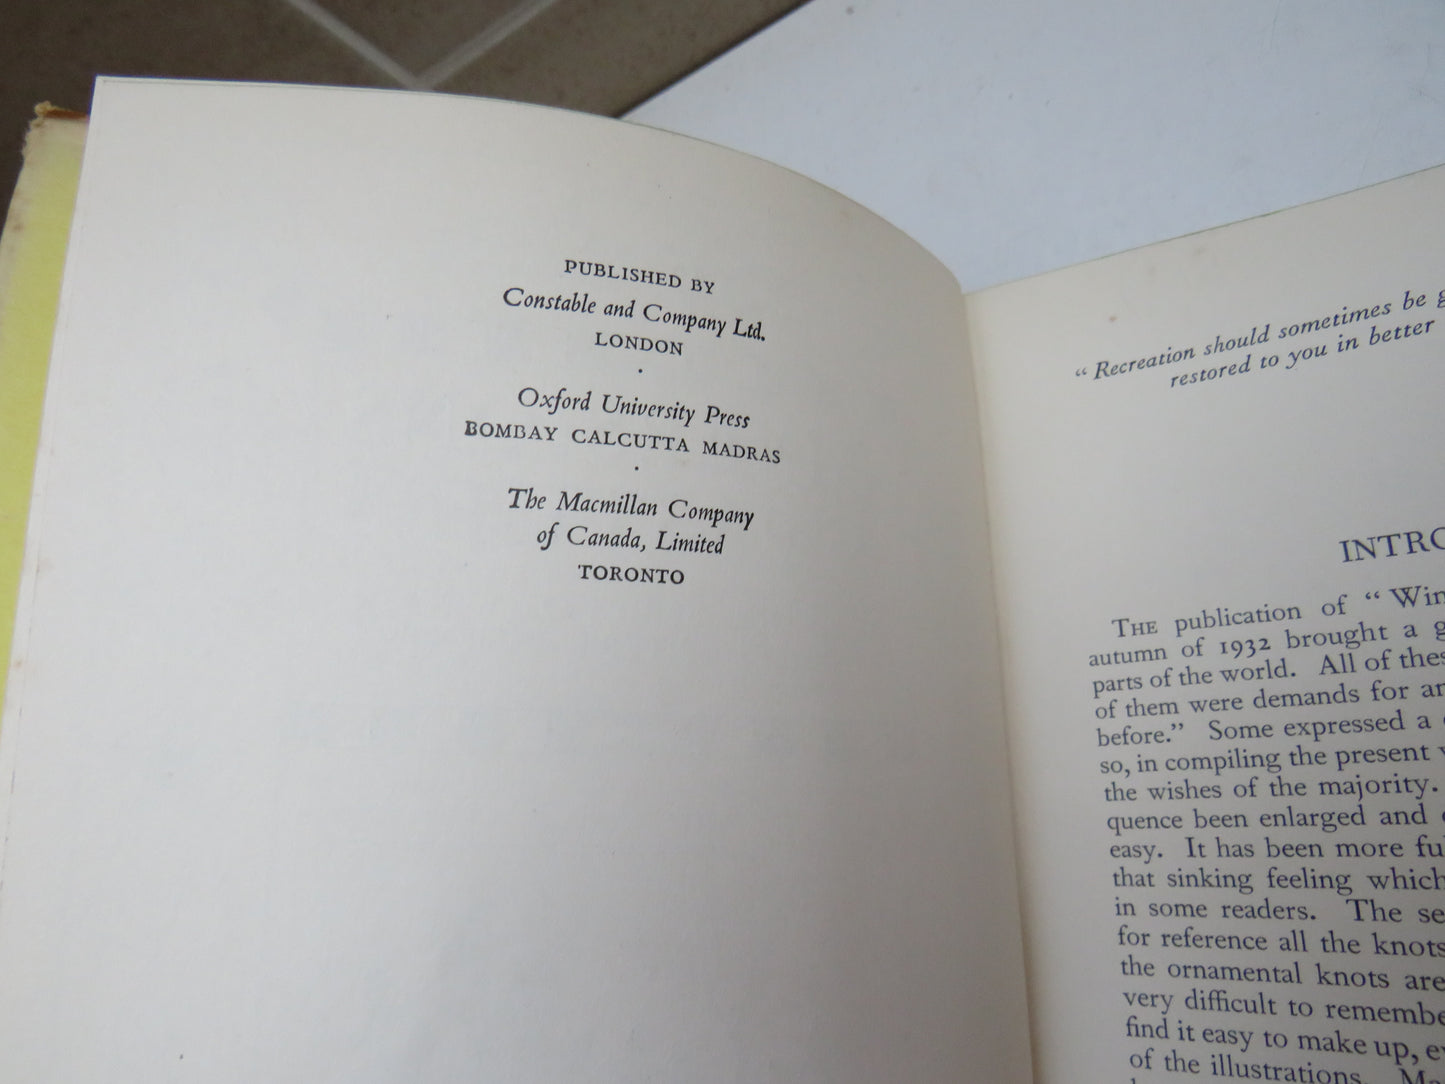 PUBLISHED BY
Constable and Company Ltd.
LONDON
·
Oxford University Press
BOMBAY CALCUTTA MADRAS
·
The Macmillan Company
of Canada, Limited
TORONTO
“ Recreation should sometimes be
restored to you in better
INTRO
THE publication of “ Win
autumn of 1932 brought a g
parts of the world. All of thes
of them were demands for an
before.” Some expressed a
so, in compiling the present
the wishes of the majority.
quence been enlarged and
easy. It has been more ful
that sinking feeling which
in some readers. The se
for reference all the knots
the ornamental knots are
very difficult to remembe
find it easy to make up, ev
of the illustrations.